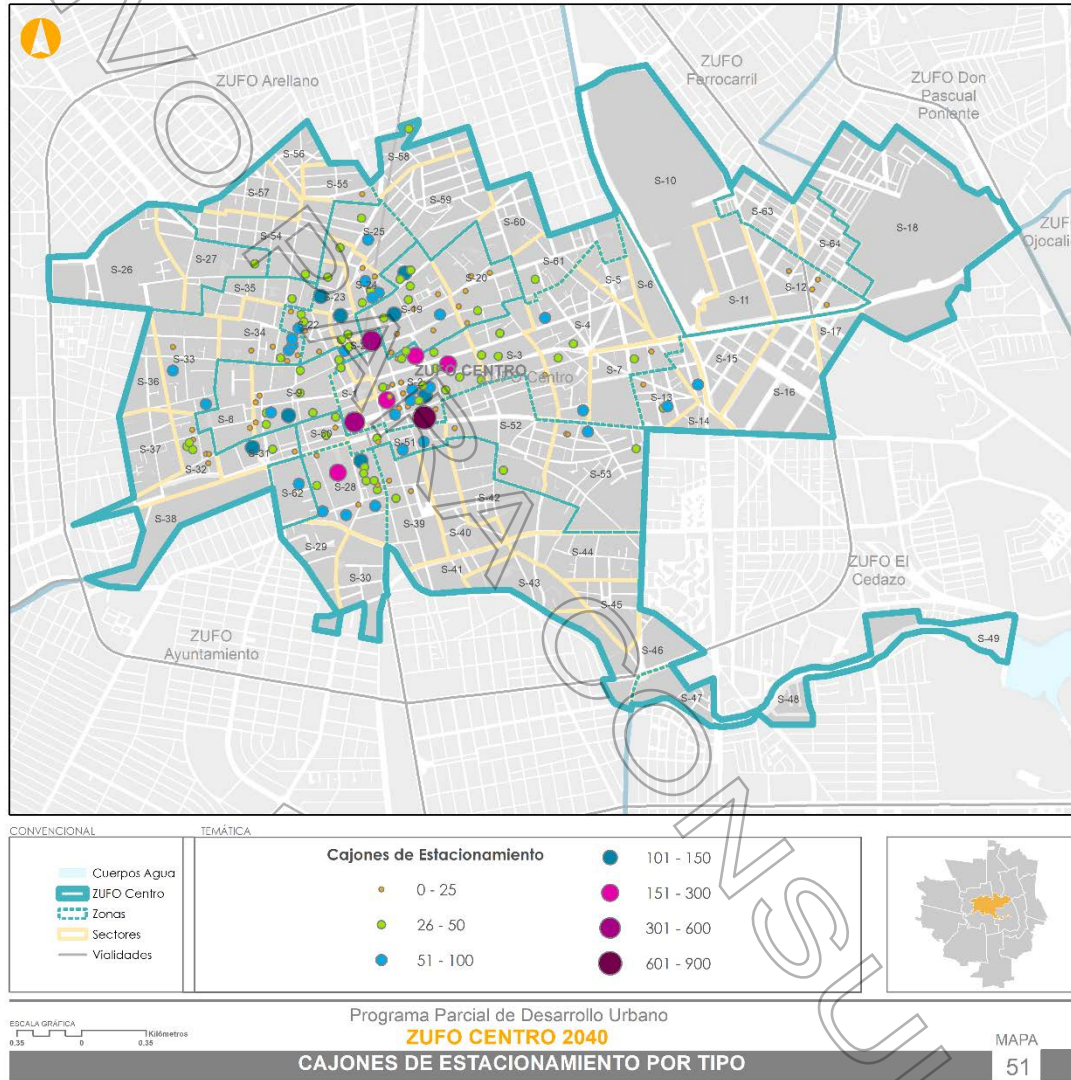 ZUFO
Ferrocarril
ZUFO Arellano
ZUFO Don
Pascual
Poniente
S-56
S-58
S-57
S-55
S-10
S-59
S-63
S-60
S-18
S-54
S-25
S-64
S-61
S-27
S-26
S-24
S-20
S-5
S-6
S-12
S-35
S-23
S-11
S-19
S-22
S-4
S-34
S-17
S-33
S-3
S-15
S-7
ZUFO CENTRO
S-36
S-2
S-16
S-9
S-1
S-8
S-13
S-14
S-52
S-37
S-31
S-51
S-32
S-53
S-62
S-28
S-42
S-38
S-39
S-40
S-29
S-44
S-41
S-43
S-30
ZUFO El
Cedazo
S-45
ZUFO
Ayuntamiento
S-49
S-46
S-47
S-48
CONVENCIONAL
Cuerpos Agua
ZUFO Centro
Zonas
Sectores
Vialidades
TEMÁTICA
Cajones de Estacionamiento
0 - 25
26 - 50
51 - 100
101 - 150
151 - 300
301 - 600
601 - 900
ESCALA GRÁFICA
0.35 0 0.35
Kilómetros
Programa Parcial de Desarrollo Urbano
ZUFO CENTRO 2040
CAJONES DE ESTACIONAMIENTO POR TIPO
MAPA
51